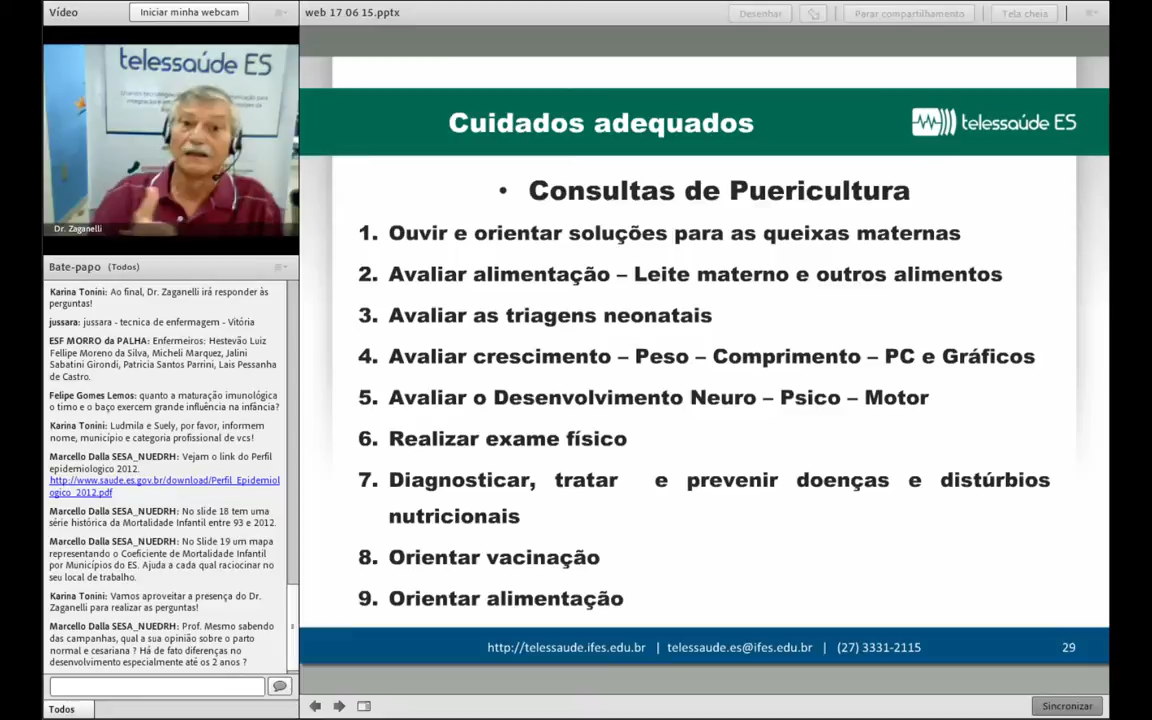 Vídeo
Iniciar minha webcam
web 17 06 15.pptx
Desenhar
Parar compartilhamento
Tela cheia
telessaúde ES
Dr. Zaganelli
Bate-papo (Todos)
Karina Tonini: Ao final, Dr. Zaganelli irá responder às
perguntas!
jussara: jussara - tecnica de enfermagem - Vitória
ESF MORRO da PALHA: Enfermeiros: Hestevão Luiz
Fellipe Moreno da Silva, Micheli Marquez, Jalini
Sabatini Girondi, Patricia Santos Parrini, Lais Pessanha
de Castro.
Felipe Gomes Lemos: quanto a maturação imunológica
o timo e o baço exercem grande influência na infância?
Karina Tonini: Ludmila e Suely, por favor, informem
nome, município e categoria profissional de vcs!
Marcello Dalla SESA_NUEDRH: Vejam o link do Perfil
epidemiologico 2012.
http://www.saude.es.gov.br/download/Perfil_Epidemiol
ogico_2012.pdf
Marcello Dalla SESA_NUEDRH: No slide 18 tem uma
série histórica da Mortalidade Infantil entre 93 e 2012.
Marcello Dalla SESA_NUEDRH: No Slide 19 um mapa
representando o Coeficiente de Mortalidade Infantil
por Municípios do ES. Ajuda a cada qual raciocinar no
seu local de trabalho.
Karina Tonini: Vamos aproveitar a presença do Dr.
Zaganelli para realizar as perguntas!
Marcello Dalla SESA_NUEDRH: Prof. Mesmo sabendo
das campanhas, qual a sua opinião sobre o parto
normal e cesariana ? Há de fato diferenças no
desenvolvimento especialmente até os 2 anos ?
Todos
Cuidados adequados
telessaúde ES
• Consultas de Puericultura
1. Ouvir e orientar soluções para as queixas maternas
2. Avaliar alimentação – Leite materno e outros alimentos
3. Avaliar as triagens neonatais
4. Avaliar crescimento – Peso – Comprimento – PC e Gráficos
5. Avaliar o Desenvolvimento Neuro – Psico – Motor
6. Realizar exame físico
7. Diagnosticar, tratar e prevenir doenças e distúrbios
nutricionais
8. Orientar vacinação
9. Orientar alimentação
http://telessaude.ifes.edu.br | telessaude.es@ifes.edu.br | (27) 3331-2115
29
Sincronizar